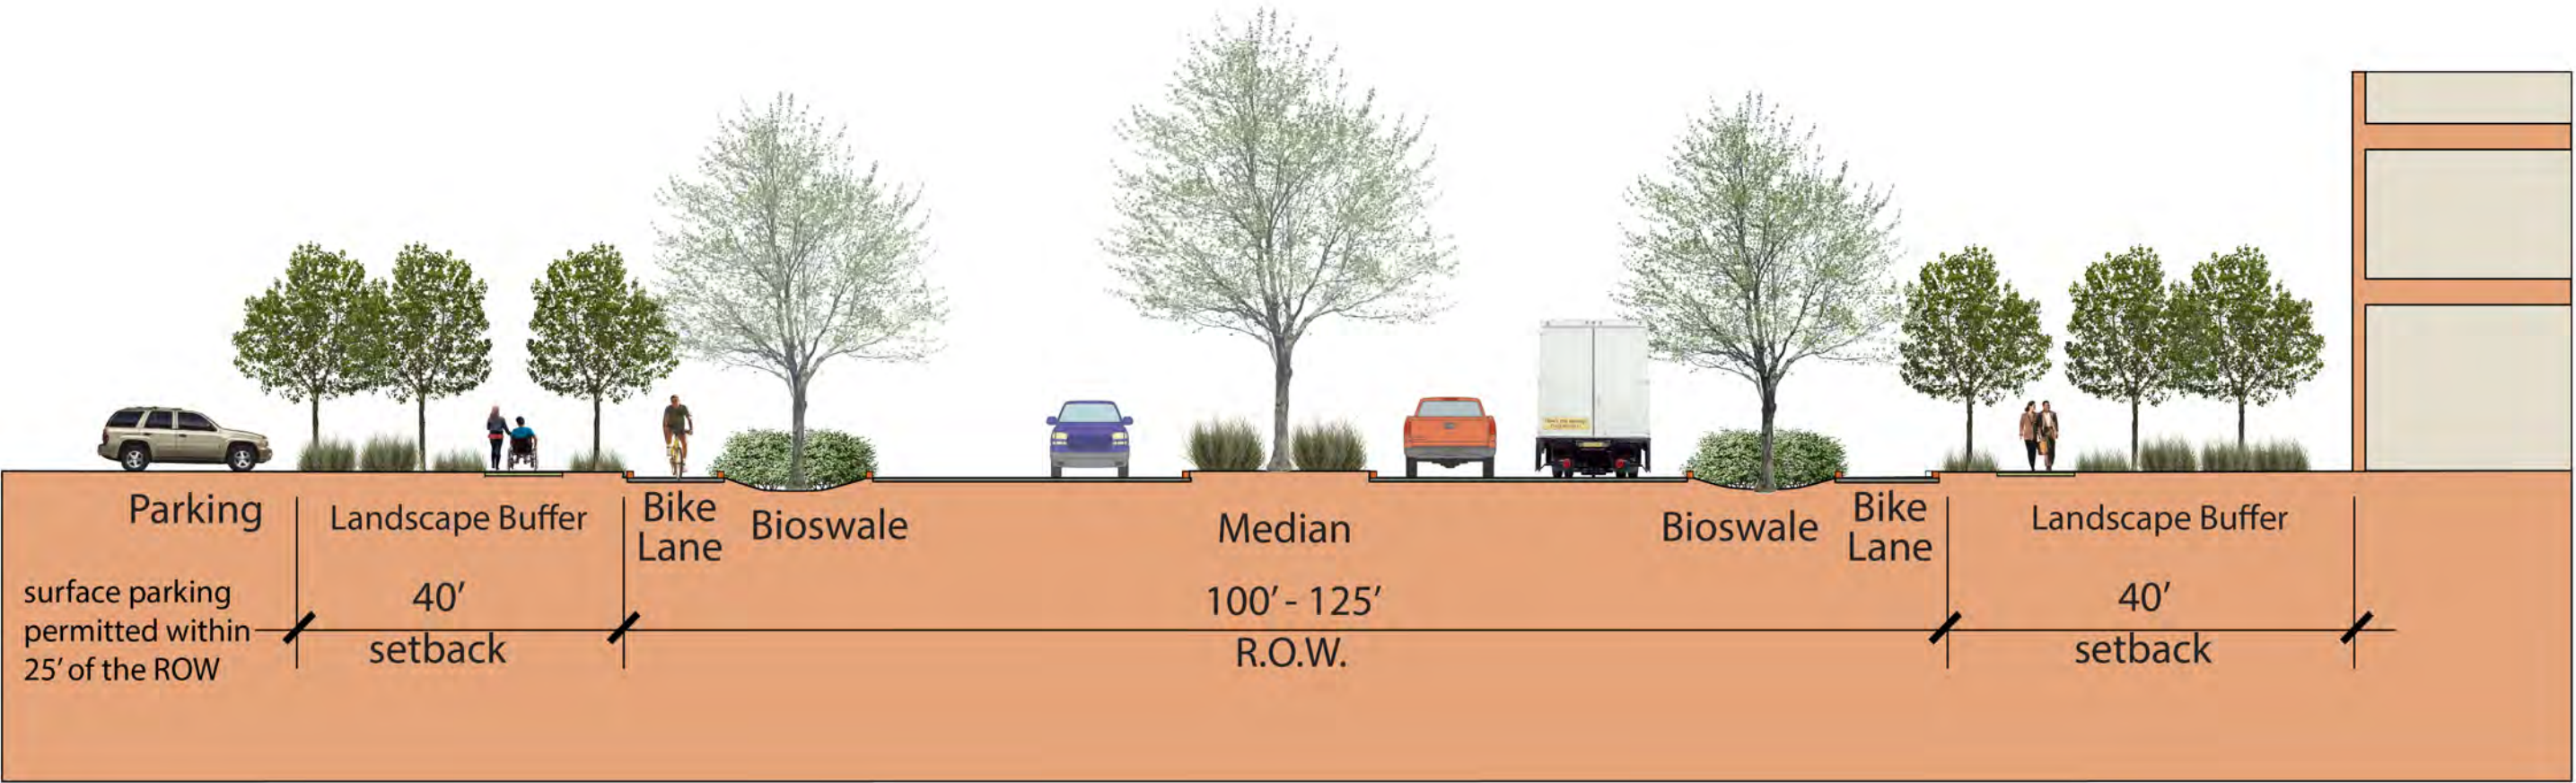 Parking
Landscape Buffer
Bike
Lane
Bioswale
Median
Bioswale
Bike
Lane
Landscape Buffer
surface parking
permitted within
25' of the ROW
40'
setback
100' - 125'
R.O.W.
40'
setback